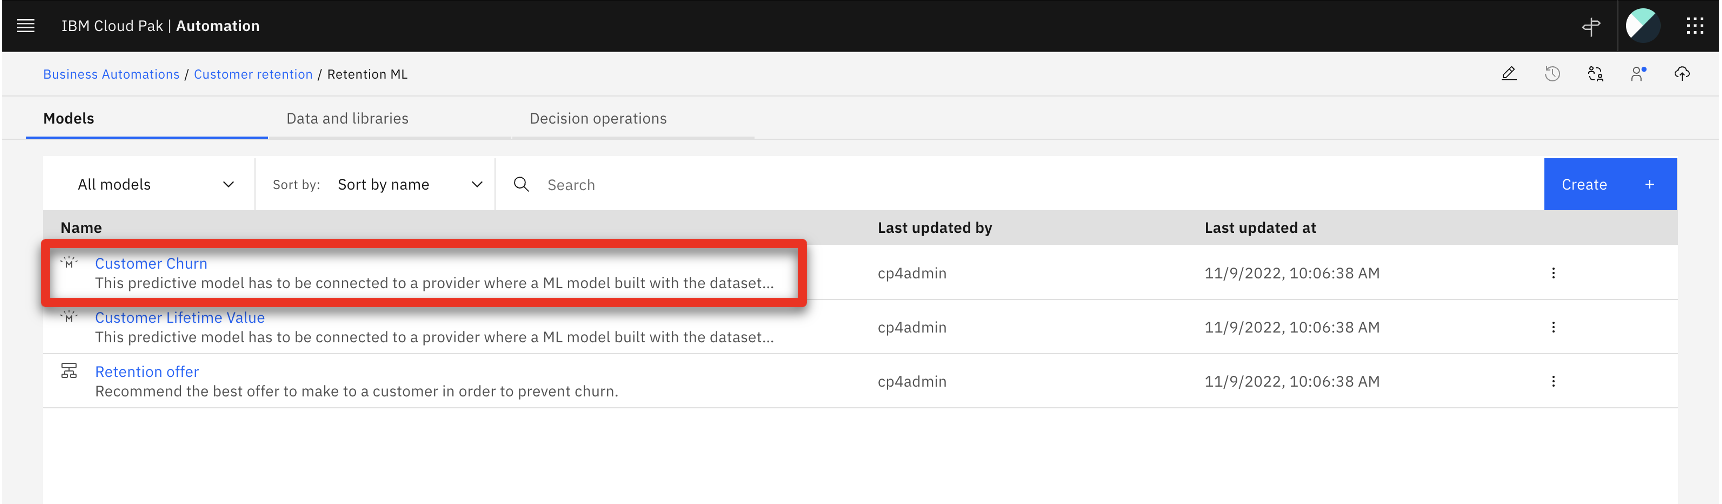 IBM Cloud Pak | Automation
Business Automations / Customer retention / Retention ML
Models Data and libraries Decision operations
All models Sort by: Sort by name Search Create +
Name Last updated by Last updated at
M Customer Churn
This predictive model has to be connected to a provider where a ML model built with the dataset...
cp4admin 11/9/2022, 10:06:38 AM
M Customer Lifetime Value
This predictive model has to be connected to a provider where a ML model built with the dataset...
cp4admin 11/9/2022, 10:06:38 AM
Retention offer
Recommend the best offer to make to a customer in order to prevent churn.
cp4admin 11/9/2022, 10:06:38 AM